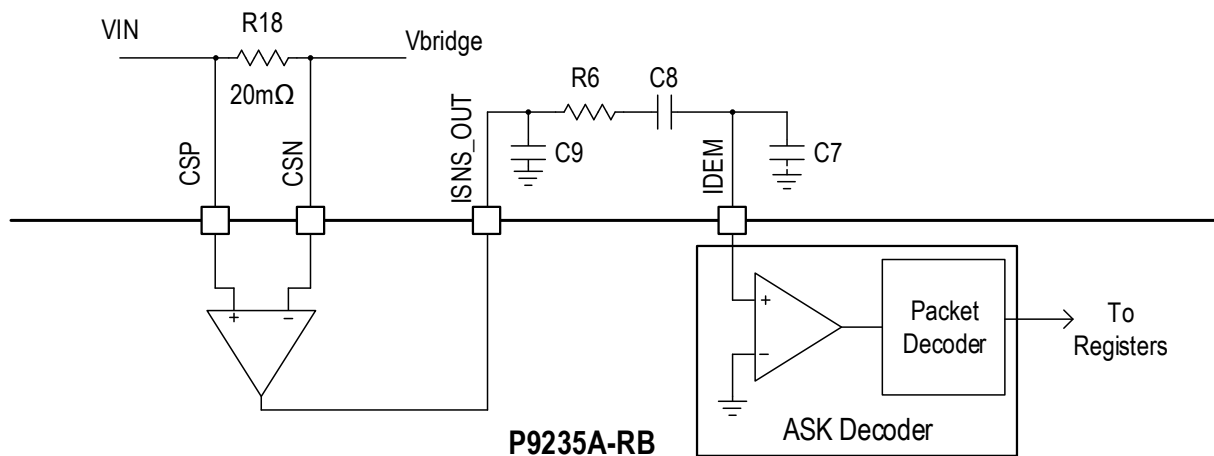 VIN
R18
Vbridge
20mΩ
R6
C8
CSP
CSN
ISNS_OUT
C9
IDEM
C7
+
−
+
−
Packet
Decoder
To
Registers
ASK Decoder
P9235A-RB